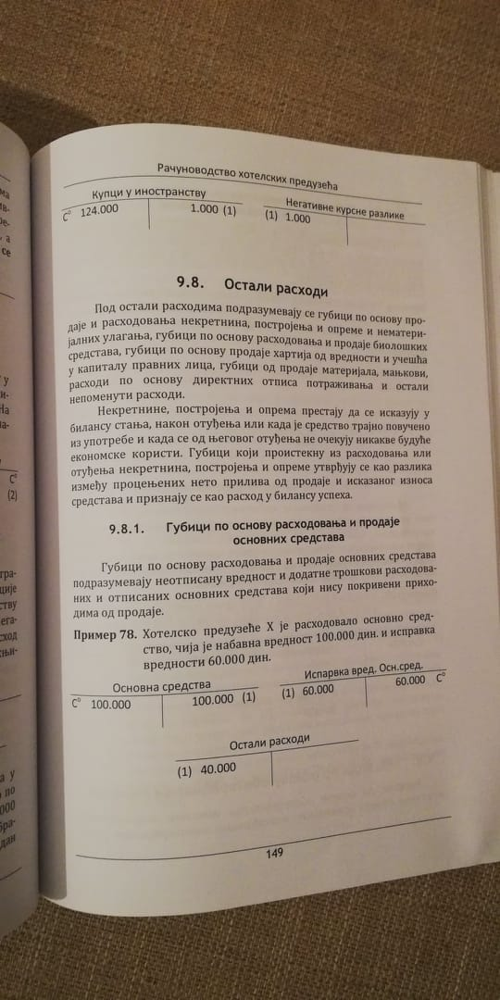 Рачуноводство хотелских предузећа
Купци у иностранству
Негативне курсне разлике
С° 124.000 1.000 (1)
(1) 1.000
9.8. Остали расходи
Под остали расходима подразумевају се губици по основу про-
даје и расходовања некретнина, постројења и опреме и нематери-
јалних улагања, губици по основу расходовања и продаје биолошких
средстава, губици по основу продаје хартија од вредности и учешћа
у капиталу правних лица, губици од продаје материјала, мањкови,
расходи по основу директних отписа потраживања и остали
непоменути расходи.
Некретнине, постројења и опрема престају да се исказују у
билансу стања, након отуђења или када је средство трајно повучено
из употребе и када се од његовог отуђења не очекују никакве будуће
економске користи. Губици који проистекну из расходовања или
отуђења некретнина, постројења и опреме утврђују се као разлика
између процењених нето прилива од продаје и исказаног износа
средстава и признају се као расход у билансу успеха.
9.8.1. Губици по основу расходовања и продаје
основних средстава
Губици по основу расходовања и продаје основних средстава
подразумевају неотписану вредност и додатне трошкови расходова-
них и отписаних основних средстава који нису покривени прихо-
дима од продаје.
Пример 78. Хотелско предузеће X је расходовало основно сред-
ство, чија је набавна вредност 100.000 дин. и исправка
вредности 60.000 дин.
Основна средства
Испарвка вред. Осн.сред.
С° 100.000 100.000 (1)
(1) 60.000 60.000 С°
Остали расходи
(1) 40.000
149